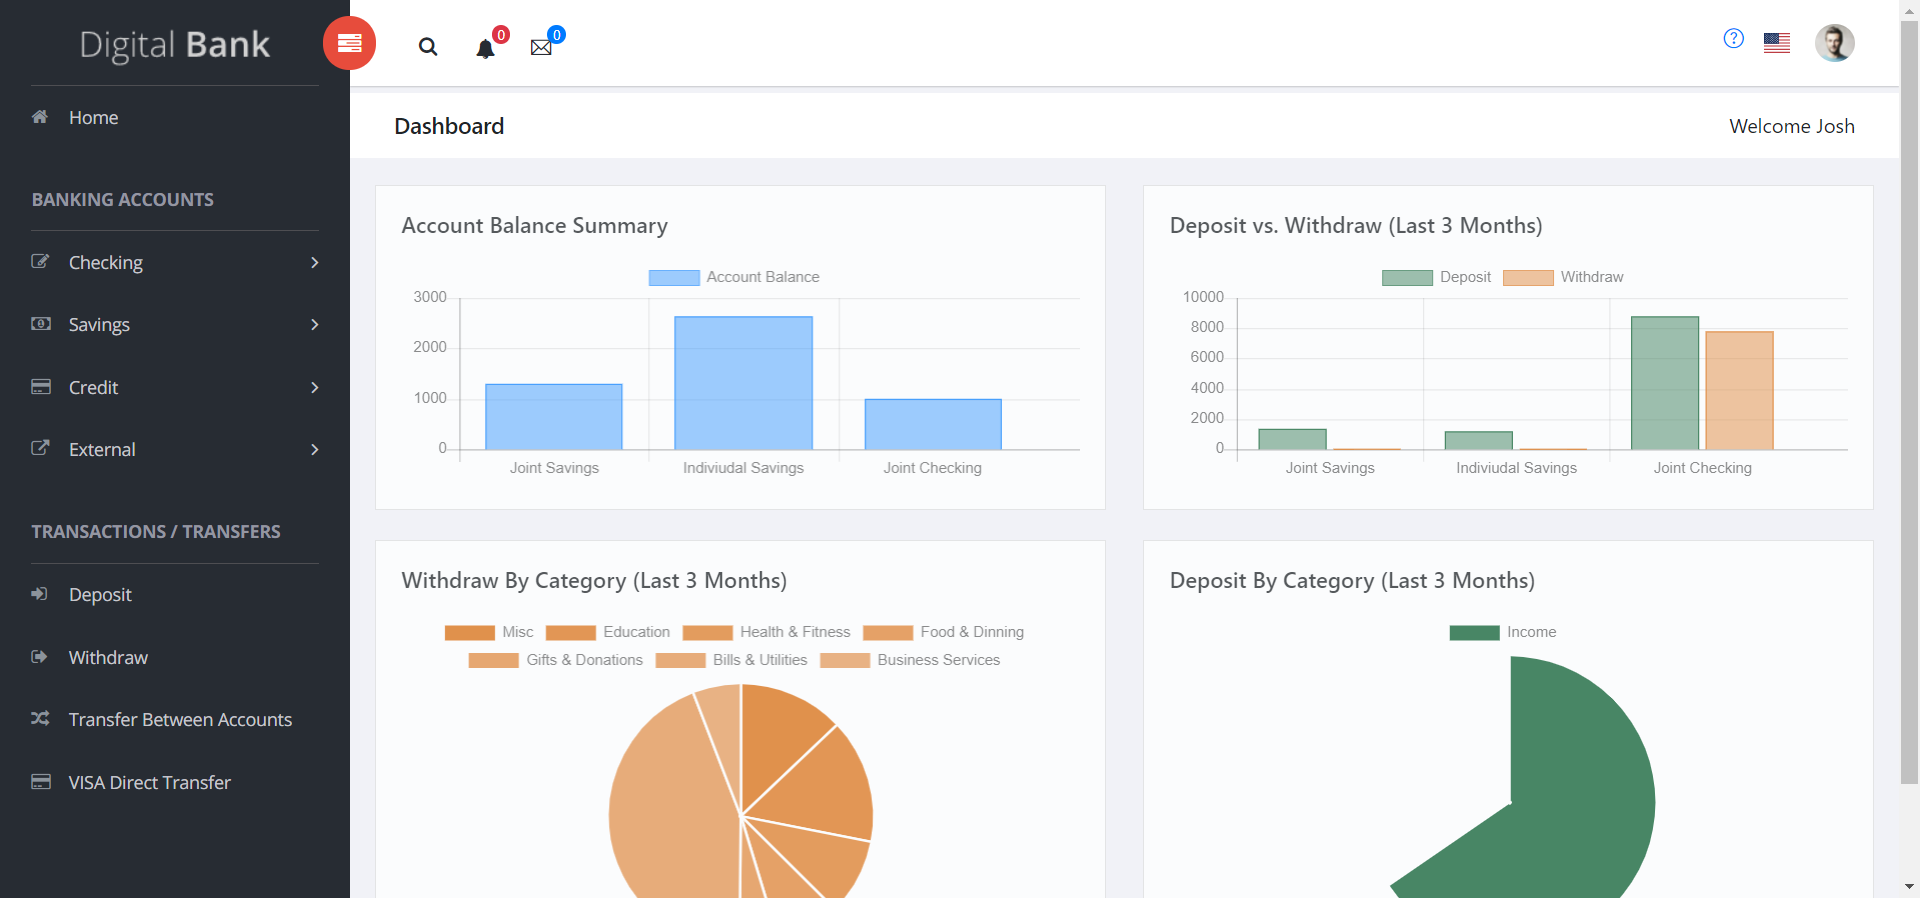 Digital Bank
0
0
Home
Dashboard
Welcome Josh
BANKING ACCOUNTS
Checking
Savings
Credit
External
TRANSACTIONS / TRANSFERS
Deposit
Withdraw
Transfer Between Accounts
VISA Direct Transfer
Account Balance Summary
Account Balance
3000
2000
1000
0
Joint Savings Indiviudal Savings Joint Checking
Deposit vs. Withdraw (Last 3 Months)
Deposit Withdraw
10000
8000
6000
4000
2000
0
Joint Savings Indiviudal Savings Joint Checking
Withdraw By Category (Last 3 Months)
Misc Education Health & Fitness Food & Dinning
Gifts & Donations Bills & Utilities Business Services
Deposit By Category (Last 3 Months)
Income